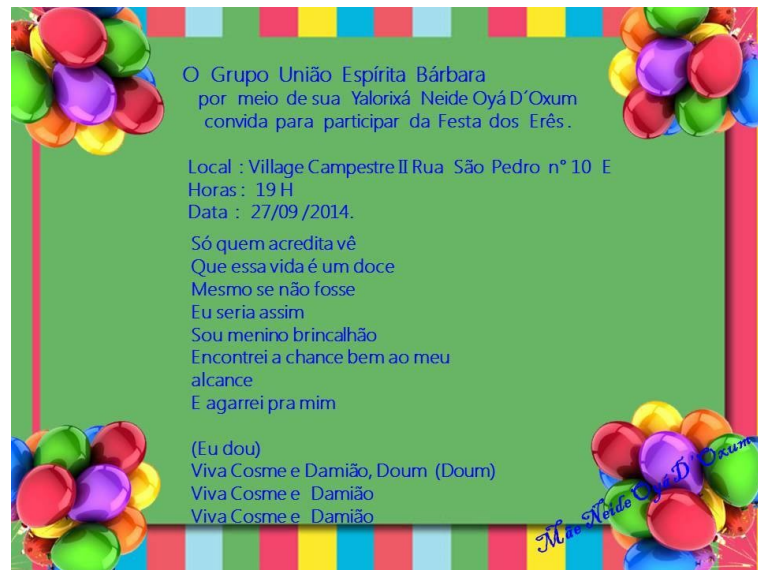 O Grupo União Espírita Bárbara
por meio de sua Yalorixá Neide Oyá D´Oxum
convida para participar da Festa dos Erês.
Local : Village Campestre II Rua São Pedro n° 10 E
Horas : 19 H
Data : 27/09 /2014.
Só quem acredita vê
Que essa vida é um doce
Mesmo se não fosse
Eu seria assim
Sou menino brincalhão
Encontrei a chance bem ao meu
alcance
E agarrei pra mim
(Eu dou)
Viva Cosme e Damião, Doum (Doum)
Viva Cosme e Damião
Viva Cosme e Damião
Mãe Neide Oyá D´Oxum